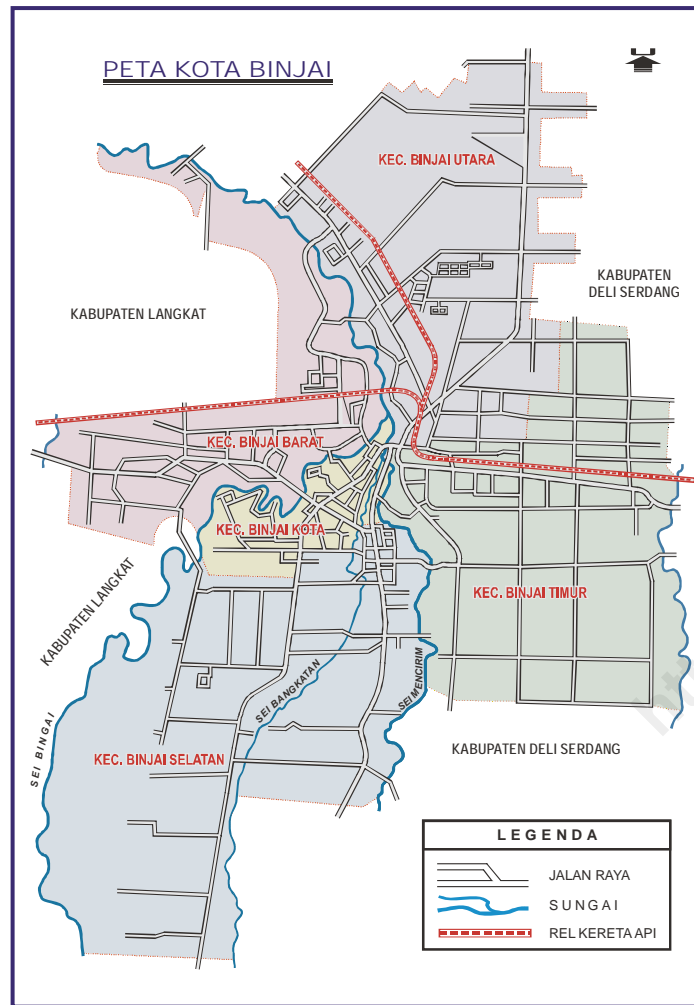 PETA KOTA BINJAI
U
KEC. BINJAI UTARA
KABUPATEN
DELI SERDANG
KABUPATEN LANGKAT
KEC. BINJAI BARAT
KEC. BINJAI KOTA
KABUPATEN LANGKAT
KEC. BINJAI TIMUR
SEI BINGAI
SEI BANGKATAN
SEI MENCIRIM
KABUPATEN DELI SERDANG
KEC. BINJAI SELATAN
LEGENDA
JALAN RAYA
SUNGAI
REL KERETA API